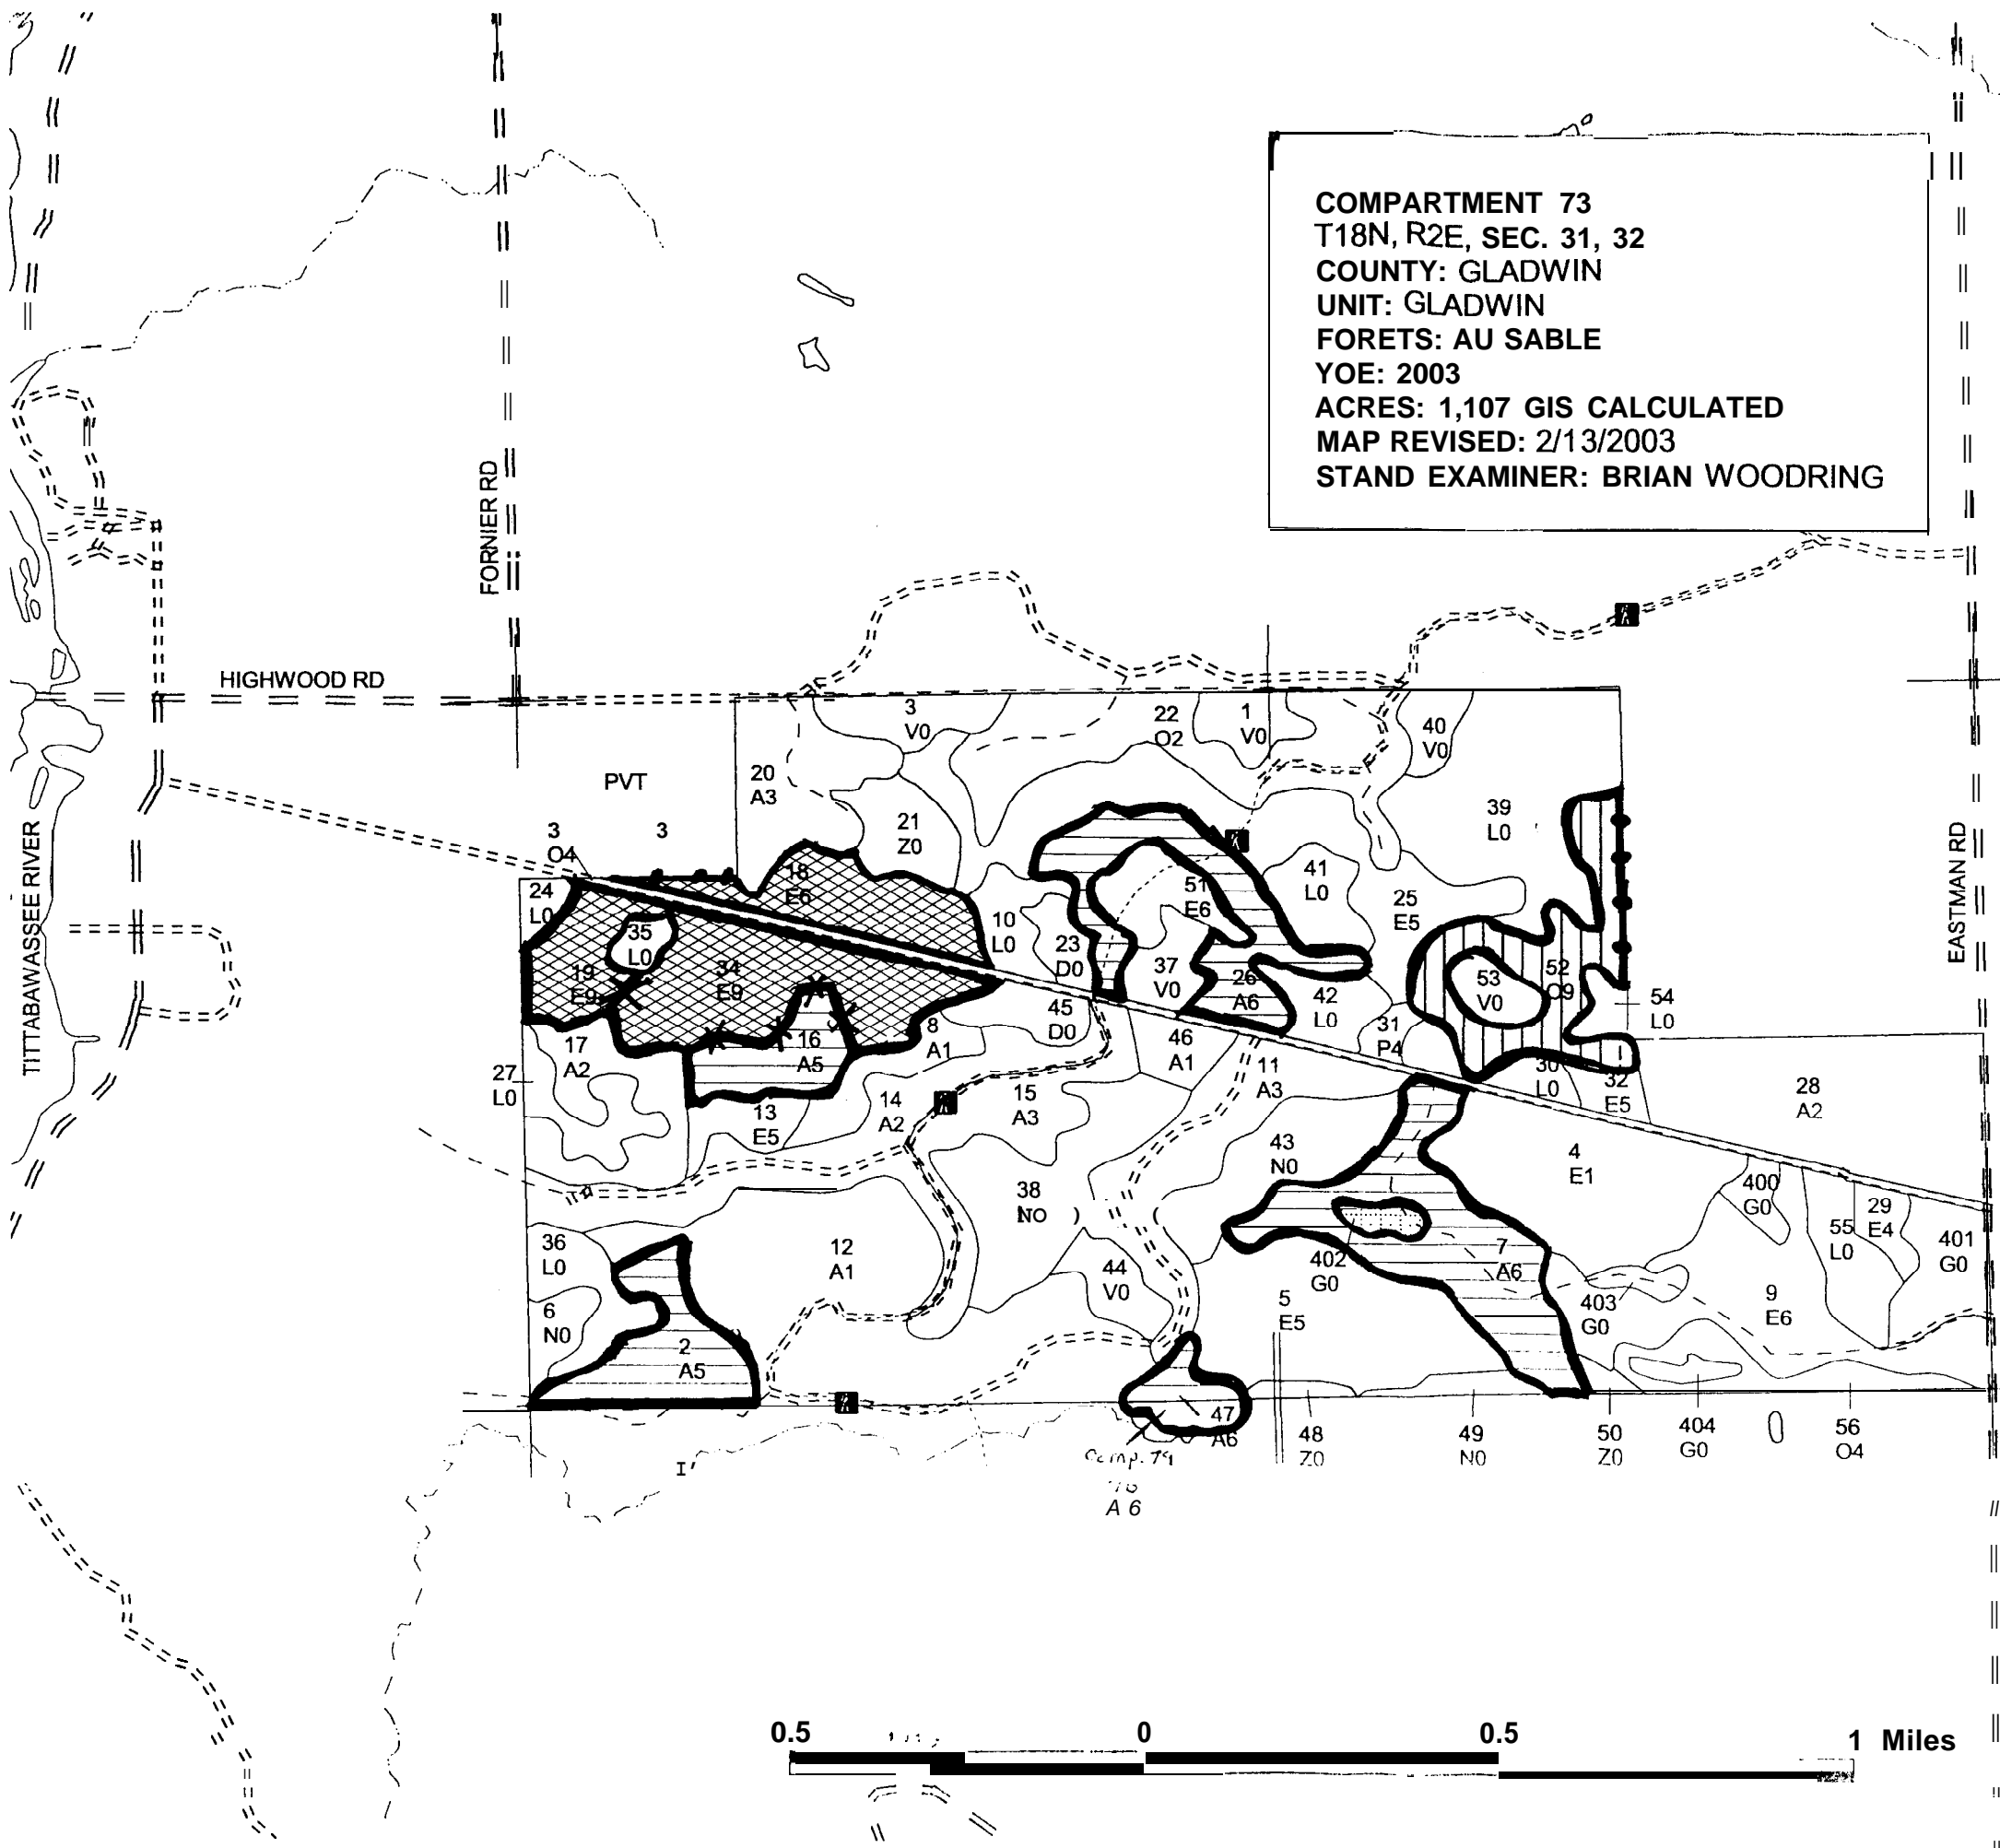 COMPARTMENT 73
T18N, R2E, SEC. 31, 32
COUNTY: GLADWIN
UNIT: GLADWIN
FORETS: AU SABLE
YOE: 2003
ACRES: 1,107 GIS CALCULATED
MAP REVISED: 2/13/2003
STAND EXAMINER: BRIAN WOODRING
FORNIER RD
HIGHWOOD RD
TITTABAWASSEE RIVER
EASTMAN RD
PVT
3
V0
22
O2
1
V0
40
V0
20
A3
21
Z0
39
L0
3
O4
3
24
L0
18
E6
35
L0
19
E9
34
E9
10
L0
23
D0
51
E6
41
L0
25
E5
37
V0
26
A6
42
L0
53
V0
52
O9
54
L0
31
P4
45
D0
46
A1
8
A1
16
A5
17
A2
27
L0
13
E5
14
A2
15
A3
11
A3
30
L0
32
E5
28
A2
43
N0
4
E1
38
NO
400
G0
29
E4
55
L0
401
G0
36
L0
12
A1
44
V0
402
G0
7
A6
403
G0
9
E6
6
N0
5
E5
2
A5
47
A6
48
Z0
49
N0
50
Z0
404
G0
56
O4
Comp. 79
A 6
0.5 0 0.5 1 Miles